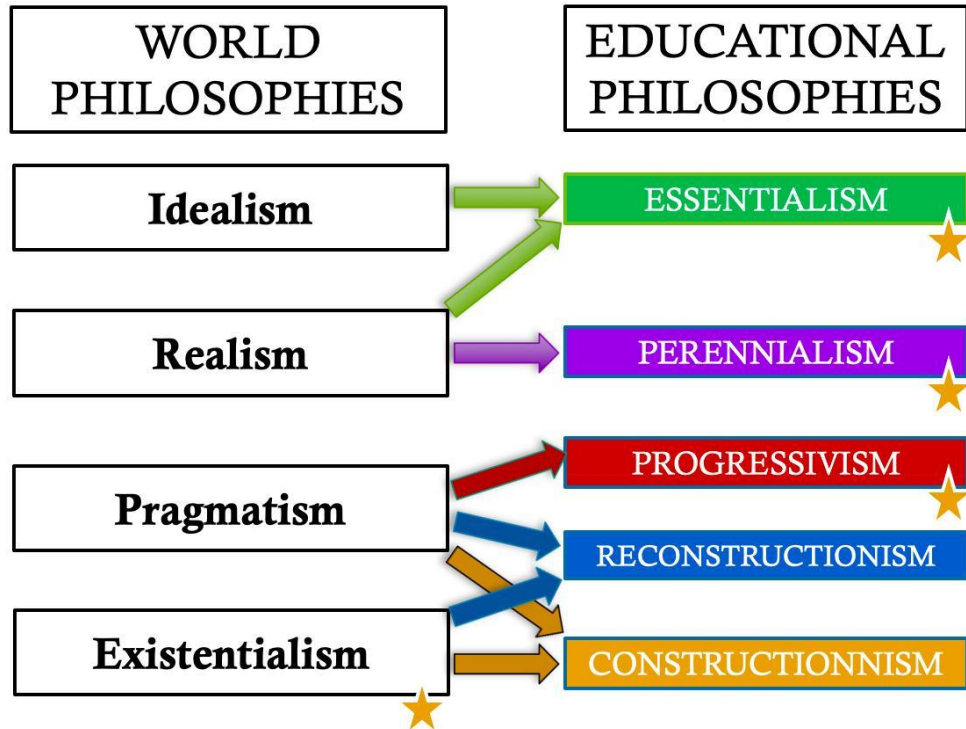 WORLD
PHILOSOPHIES
EDUCATIONAL
PHILOSOPHIES
Idealism
ESSENTIALISM
Realism
PERENNIALISM
PROGRESSIVISM
Pragmatism
RECONSTRUCTIONISM
Existentialism
CONSTRUCTIONNISM